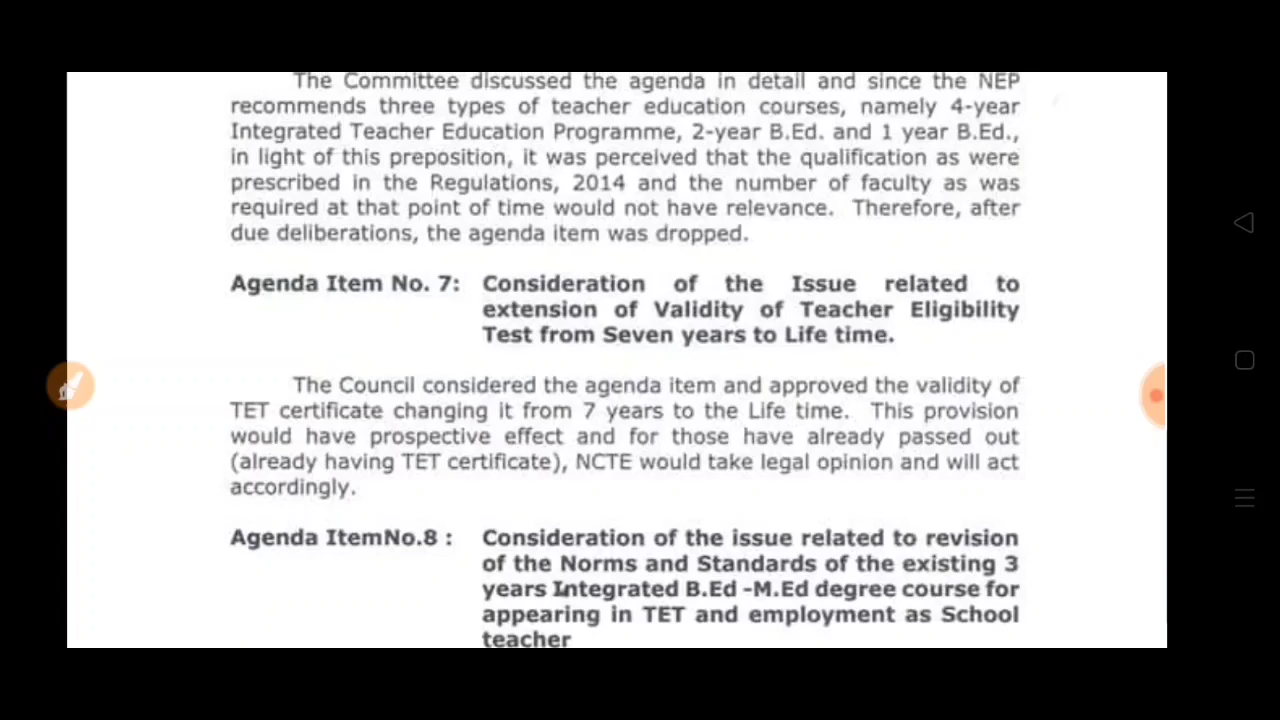 The Committee discussed the agenda in detail and since the NEP
recommends three types of teacher education courses, namely 4-year
Integrated Teacher Education Programme, 2-year B.Ed. and 1 year B.Ed.,
in light of this preposition, it was perceived that the qualification as were
prescribed in the Regulations, 2014 and the number of faculty as was
required at that point of time would not have relevance. Therefore, after
due deliberations, the agenda item was dropped.
Agenda Item No. 7: Consideration of the Issue related to
extension of Validity of Teacher Eligibility
Test from Seven years to Life time.
The Council considered the agenda item and approved the validity of
TET certificate changing it from 7 years to the Life time. This provision
would have prospective effect and for those have already passed out
(already having TET certificate), NCTE would take legal opinion and will act
accordingly.
Agenda ItemNo.8 : Consideration of the issue related to revision
of the Norms and Standards of the existing 3
years Integrated B.Ed -M.Ed degree course for
appearing in TET and employment as School
teacher